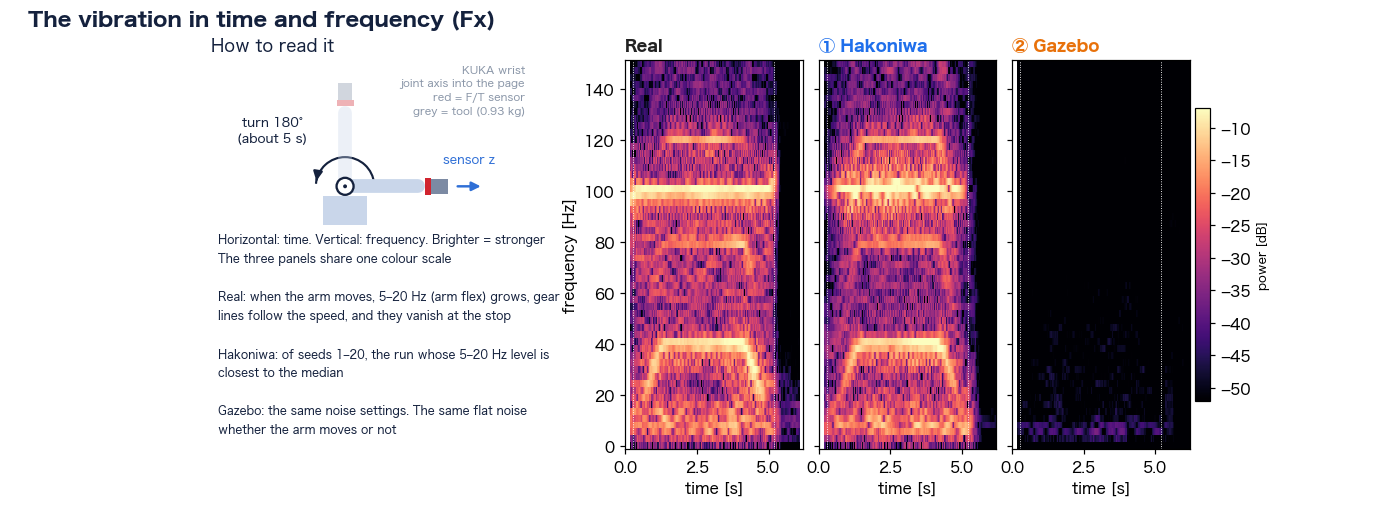 The vibration in time and frequency (Fx)
How to read it
KUKA wrist
joint axis into the page
red = F/T sensor
grey = tool (0.93 kg)
turn 180°
(about 5 s)
sensor z
Horizontal: time. Vertical: frequency. Brighter = stronger
The three panels share one colour scale
Real: when the arm moves, 5–20 Hz (arm flex) grows, gear
lines follow the speed, and they vanish at the stop
Hakoniwa: of seeds 1–20, the run whose 5–20 Hz level is
closest to the median
Gazebo: the same noise settings. The same flat noise
whether the arm moves or not
Real
① Hakoniwa
② Gazebo
frequency [Hz]
140
120
100
80
60
40
20
0
0.0 2.5 5.0
time [s]
0.0 2.5 5.0
time [s]
0.0 2.5 5.0
time [s]
−10
−15
−20
−25
−30
−35
−40
−45
−50
power [dB]